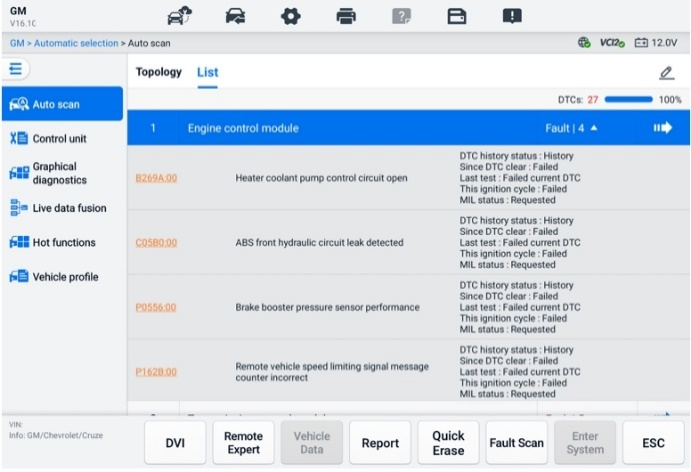 GM
V16.10
GM > Automatic selection > Auto scan
VCI2
12.0V
Topology
List
DTCs: 27
100%
Auto scan
Control unit
Graphical
diagnostics
Live data fusion
Hot functions
Vehicle profile
1
Engine control module
Fault | 4
B269A:00
Heater coolant pump control circuit open
DTC history status : History
Since DTC clear : Failed
Last test : Failed current DTC
This ignition cycle : Failed
MIL status : Requested
C05B0:00
ABS front hydraulic circuit leak detected
DTC history status : History
Since DTC clear : Failed
Last test : Failed current DTC
This ignition cycle : Failed
MIL status : Requested
P0556:00
Brake booster pressure sensor performance
DTC history status : History
Since DTC clear : Failed
Last test : Failed current DTC
This ignition cycle : Failed
MIL status : Requested
P162B:00
Remote vehicle speed limiting signal message
counter incorrect
DTC history status : History
Since DTC clear : Failed
Last test : Failed current DTC
This ignition cycle : Failed
MIL status : Requested
VIN:
Info: GM/Chevrolet/Cruze
DVI
Remote
Expert
Vehicle
Data
Report
Quick
Erase
Fault Scan
Enter
System
ESC